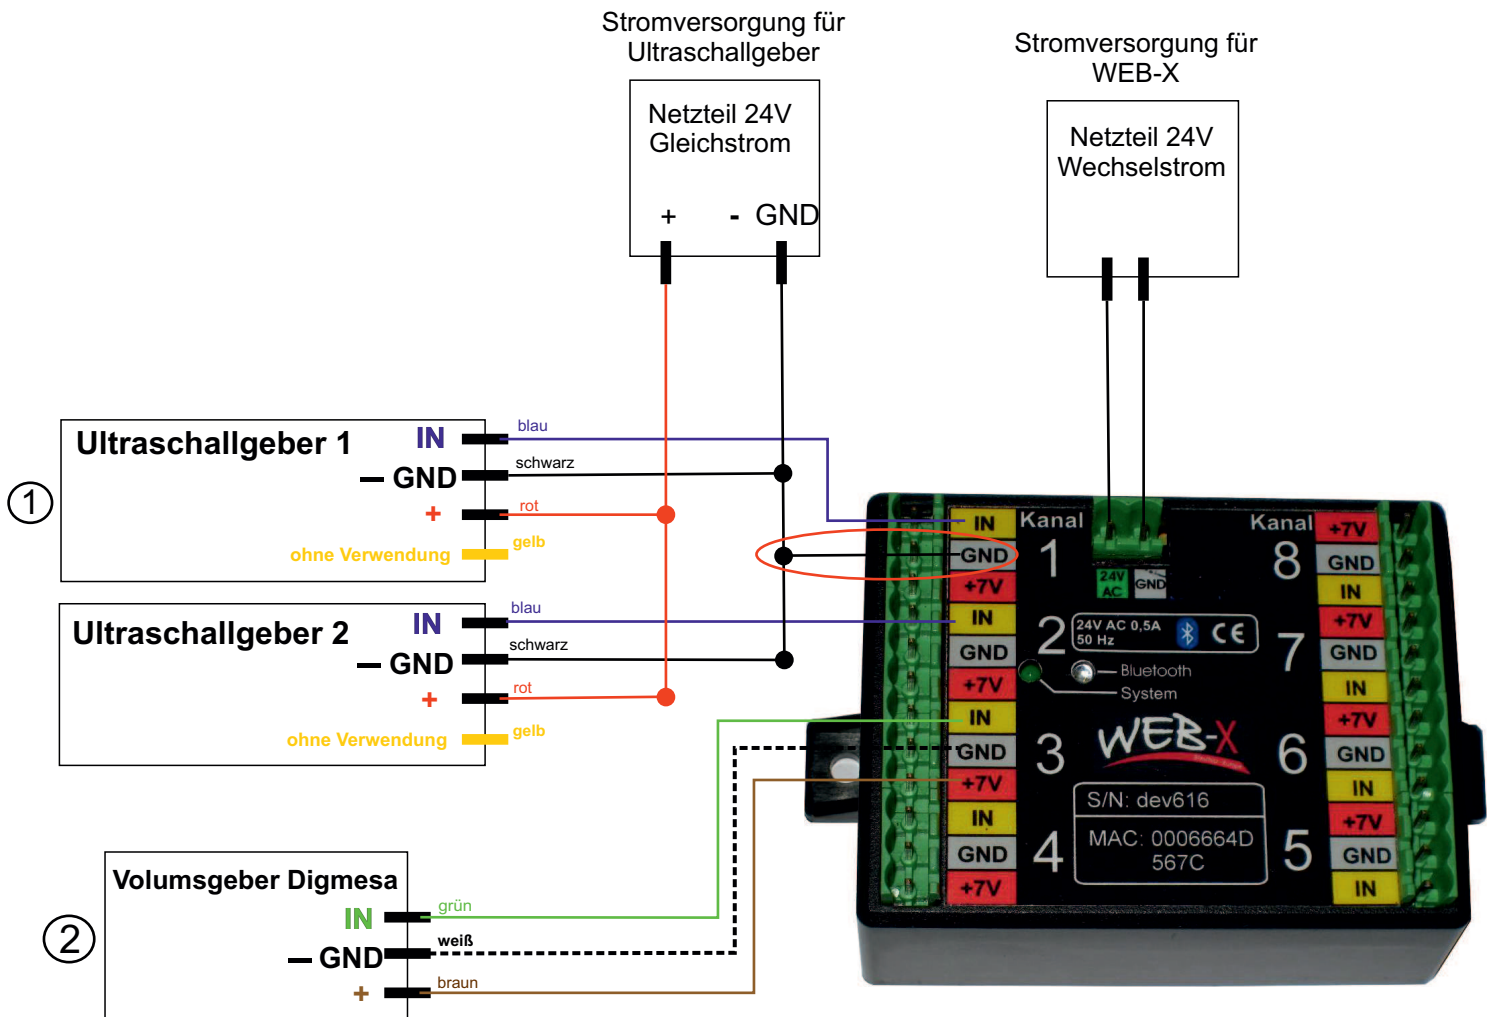 Stromversorgung für
Ultraschallgeber
Netzteil 24V
Gleichstrom
+ - GND
Stromversorgung für
WEB-X
Netzteil 24V
Wechselstrom
1
Ultraschallgeber 1
IN
blau
– GND
schwarz
+
rot
ohne Verwendung
gelb
Ultraschallgeber 2
IN
blau
– GND
schwarz
+
rot
ohne Verwendung
gelb
2
Volumsgeber Digmesa
IN
grün
– GND
weiß
+
braun
IN
GND
+7V
IN
GND
+7V
IN
GND
+7V
IN
GND
+7V
Kanal
1
2
3
4
24V
AC
GND
24V AC 0,5A
50 Hz
CE
Bluetooth
System
WEB-X
S/N: dev616
MAC: 0006664D
567C
Kanal
8
7
6
5
+7V
GND
IN
+7V
GND
IN
+7V
GND
IN
+7V
GND
IN